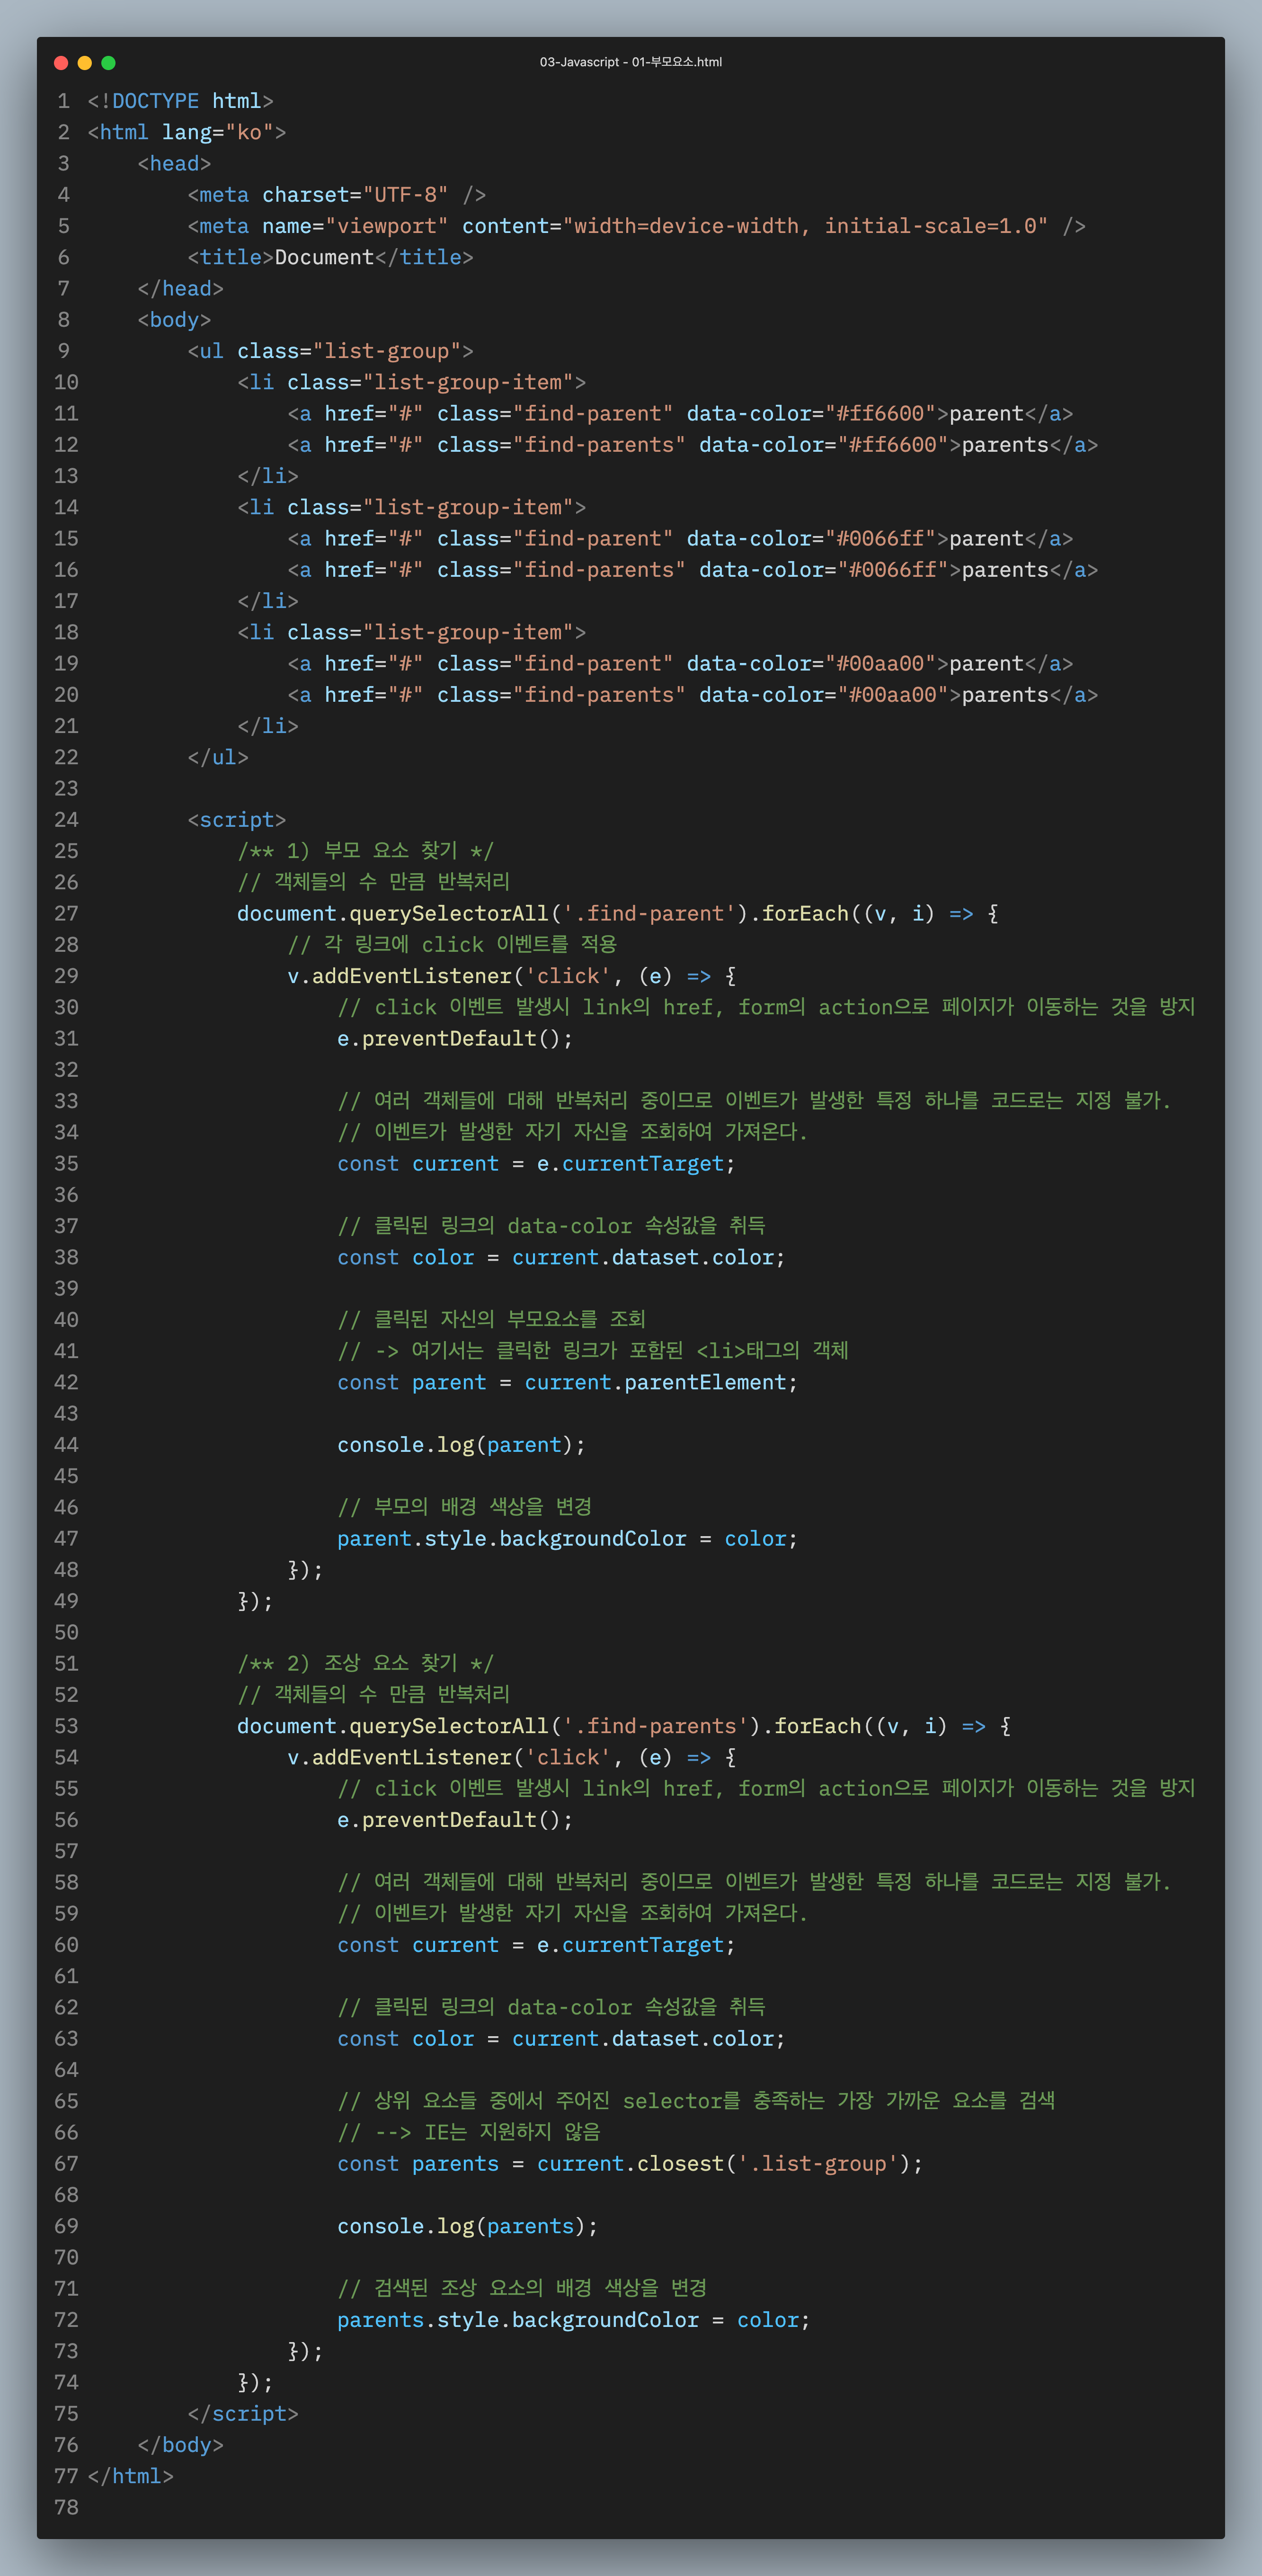 03-Javascript - 01-부모요소.html
1 <!DOCTYPE html>
2 <html lang="ko">
3     <head>
4         <meta charset="UTF-8" />
5         <meta name="viewport" content="width=device-width, initial-scale=1.0" />
6         <title>Document</title>
7     </head>
8     <body>
9         <ul class="list-group">
10             <li class="list-group-item">
11                 <a href="#" class="find-parent" data-color="#ff6600">parent</a>
12                 <a href="#" class="find-parents" data-color="#ff6600">parents</a>
13             </li>
14             <li class="list-group-item">
15                 <a href="#" class="find-parent" data-color="#0066ff">parent</a>
16                 <a href="#" class="find-parents" data-color="#0066ff">parents</a>
17             </li>
18             <li class="list-group-item">
19                 <a href="#" class="find-parent" data-color="#00aa00">parent</a>
20                 <a href="#" class="find-parents" data-color="#00aa00">parents</a>
21             </li>
22         </ul>
23
24         <script>
25             /** 1) 부모 요소 찾기 */
26             // 객체들의 수 만큼 반복처리
27             document.querySelectorAll('.find-parent').forEach((v, i) => {
28                 // 각 링크에 click 이벤트를 적용
29                 v.addEventListener('click', (e) => {
30                     // click 이벤트 발생시 link의 href, form의 action으로 페이지가 이동하는 것을 방지
31                     e.preventDefault();
32
33                     // 여러 객체들에 대해 반복처리 중이므로 이벤트가 발생한 특정 하나를 코드로는 지정 불가.
34                     // 이벤트가 발생한 자기 자신을 조회하여 가져온다.
35                     const current = e.currentTarget;
36
37                     // 클릭된 링크의 data-color 속성값을 취득
38                     const color = current.dataset.color;
39
40                     // 클릭된 자신의 부모요소를 조회
41                     // -> 여기서는 클릭한 링크가 포함된 <li>태그의 객체
42                     const parent = current.parentElement;
43
44                     console.log(parent);
45
46                     // 부모의 배경 색상을 변경
47                     parent.style.backgroundColor = color;
48                 });
49             });
50
51             /** 2) 조상 요소 찾기 */
52             // 객체들의 수 만큼 반복처리
53             document.querySelectorAll('.find-parents').forEach((v, i) => {
54                 v.addEventListener('click', (e) => {
55                     // click 이벤트 발생시 link의 href, form의 action으로 페이지가 이동하는 것을 방지
56                     e.preventDefault();
57
58                     // 여러 객체들에 대해 반복처리 중이므로 이벤트가 발생한 특정 하나를 코드로는 지정 불가.
59                     // 이벤트가 발생한 자기 자신을 조회하여 가져온다.
60                     const current = e.currentTarget;
61
62                     // 클릭된 링크의 data-color 속성값을 취득
63                     const color = current.dataset.color;
64
65                     // 상위 요소들 중에서 주어진 selector를 충족하는 가장 가까운 요소를 검색
66                     // --> IE는 지원하지 않음
67                     const parents = current.closest('.list-group');
68
69                     console.log(parents);
70
71                     // 검색된 조상 요소의 배경 색상을 변경
72                     parents.style.backgroundColor = color;
73                 });
74             });
75         </script>
76     </body>
77 </html>
78